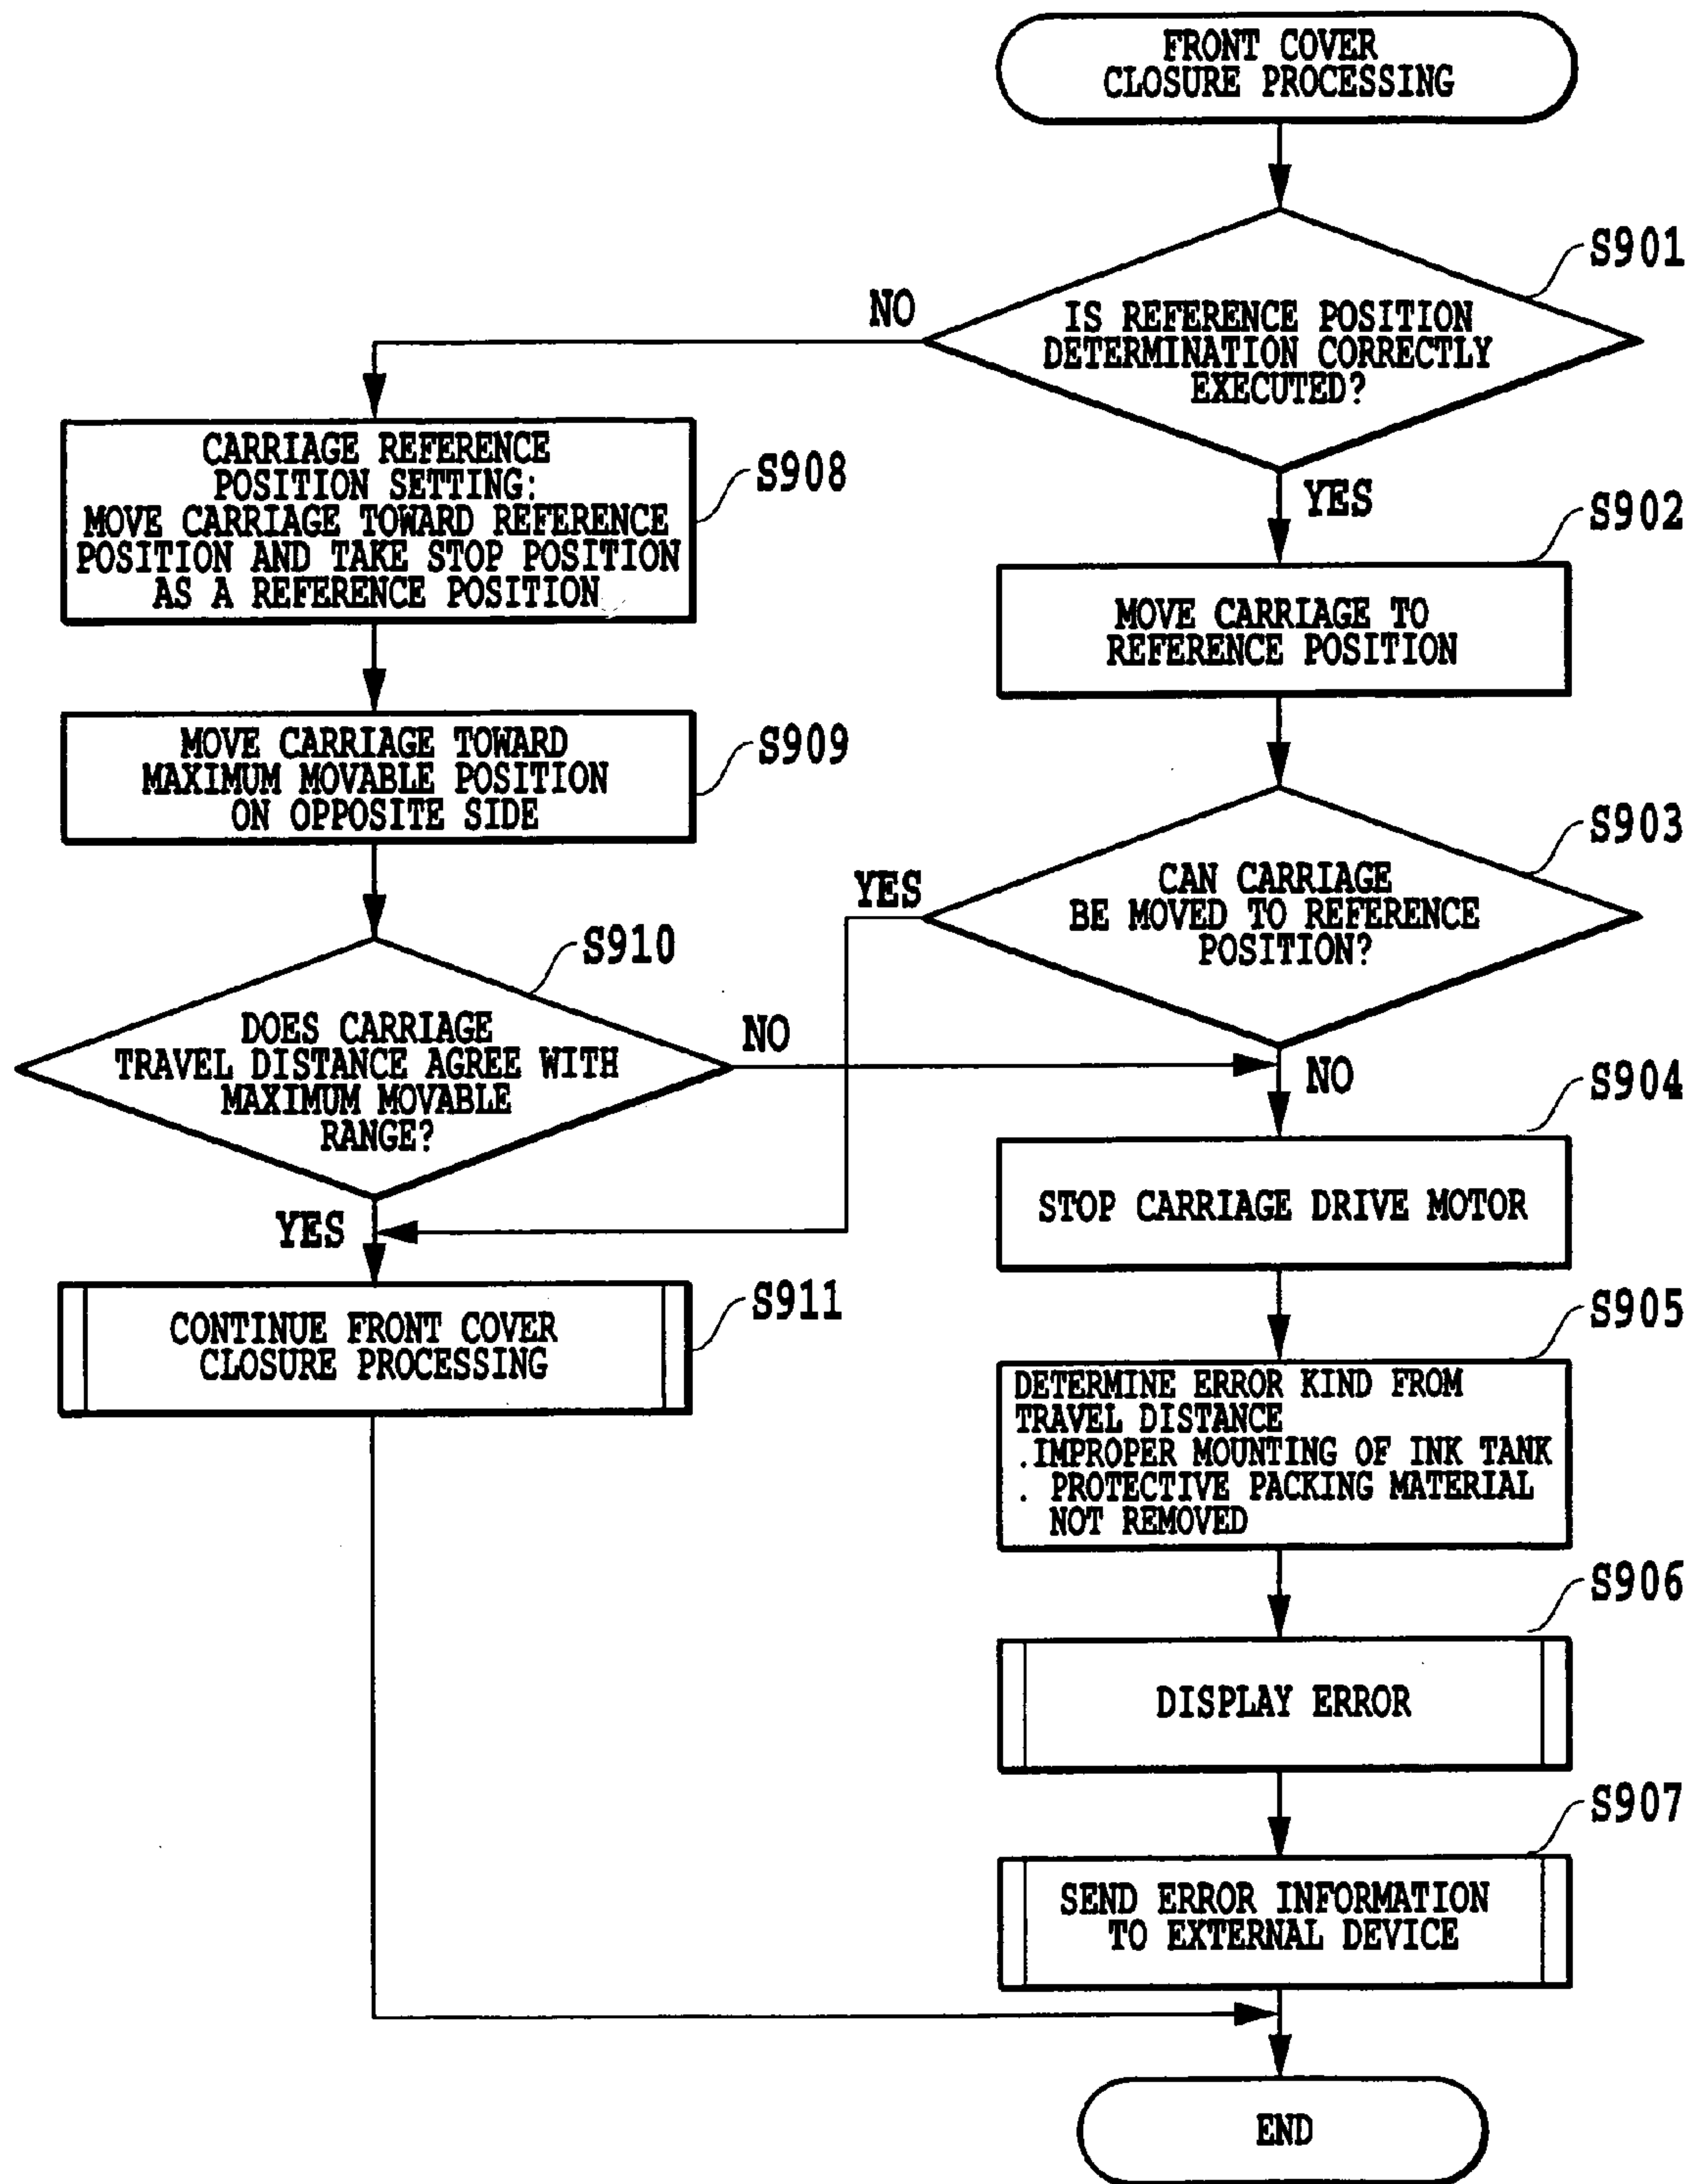 FRONT COVER
CLOSURE PROCESSING
S901
NO
IS REFERENCE POSITION
DETERMINATION CORRECTLY
EXECUTED?
YES
S902
MOVE CARRIAGE TO
REFERENCE POSITION
S903
CAN CARRIAGE
BE MOVED TO REFERENCE
POSITION?
YES
NO
S904
STOP CARRIAGE DRIVE MOTOR
S905
DETERMINE ERROR KIND FROM
TRAVEL DISTANCE
.IMPROPER MOUNTING OF INK TANK
. PROTECTIVE PACKING MATERIAL
NOT REMOVED
S906
DISPLAY ERROR
S907
SEND ERROR INFORMATION
TO EXTERNAL DEVICE
CARRIAGE REFERENCE
POSITION SETTING:
MOVE CARRIAGE TOWARD REFERENCE
POSITION AND TAKE STOP POSITION
AS A REFERENCE POSITION
S908
MOVE CARRIAGE TOWARD
MAXIMUM MOVABLE POSITION
ON OPPOSITE SIDE
S909
S910
DOES CARRIAGE
TRAVEL DISTANCE AGREE WITH
MAXIMUM MOVABLE
RANGE?
NO
YES
CONTINUE FRONT COVER
CLOSURE PROCESSING
S911
END